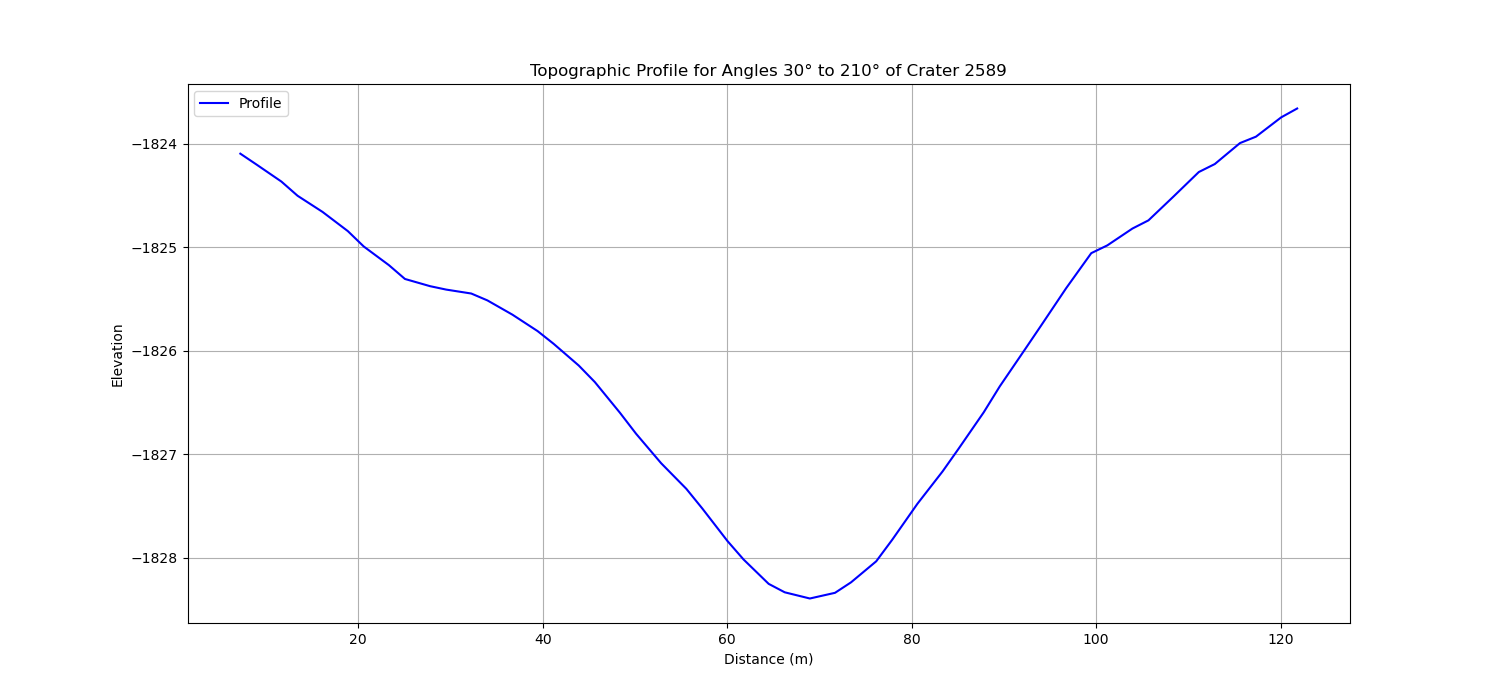 Topographic Profile for Angles 30° to 210° of Crater 2589
Profile
−1824
−1825
−1826
−1827
−1828
Elevation
20 40 60 80 100 120
Distance (m)